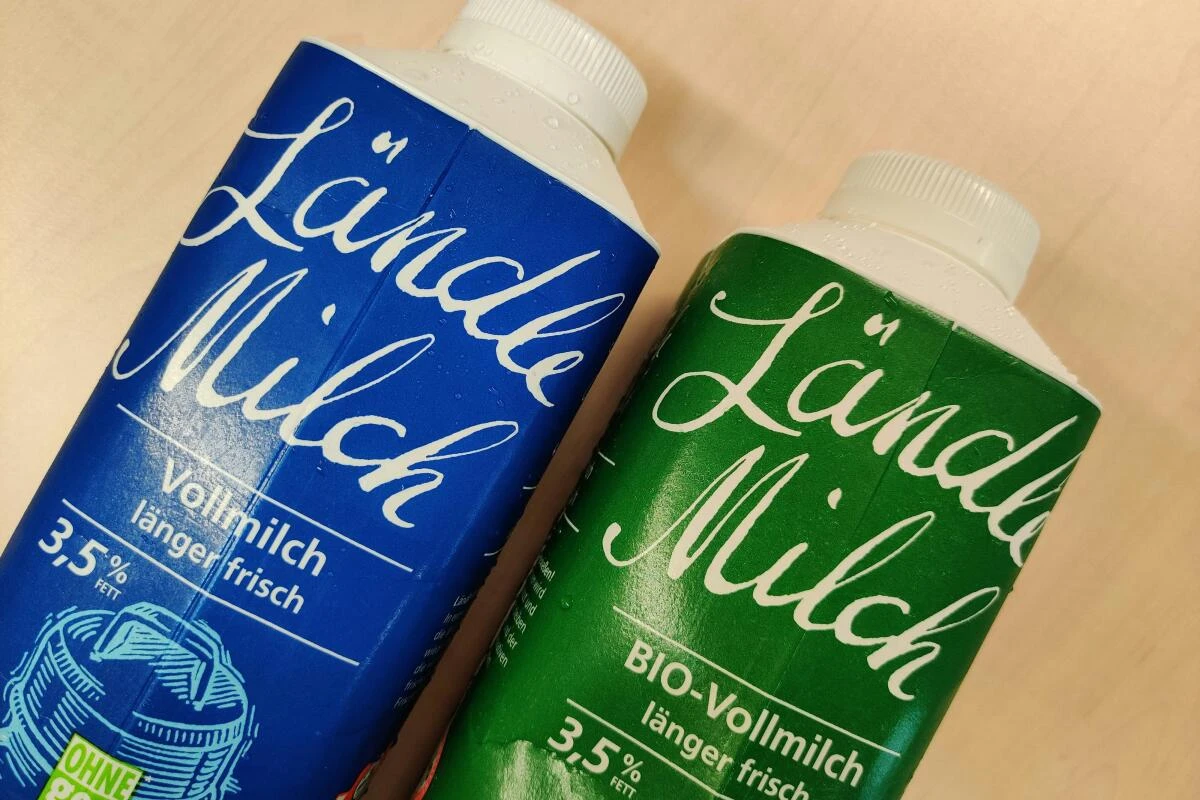 Ländle
Milch
Vollmilch
länger frisch
3,5 %
FETT
OHNE
Ländle
Milch
BIO-Vollmilch
länger frisch
3,5 %
FETT